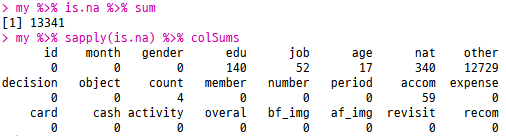 > my %>% is.na %>% sum
[1] 13341
> my %>% sapply(is.na) %>% colSums
id month gender edu job age nat other
0 0 0 140 52 17 340 12729
decision object count member number period accom expense
0 0 4 0 0 0 59 0
card cash activity overal bf_img af_img revisit recom
0 0 0 0 0 0 0 0